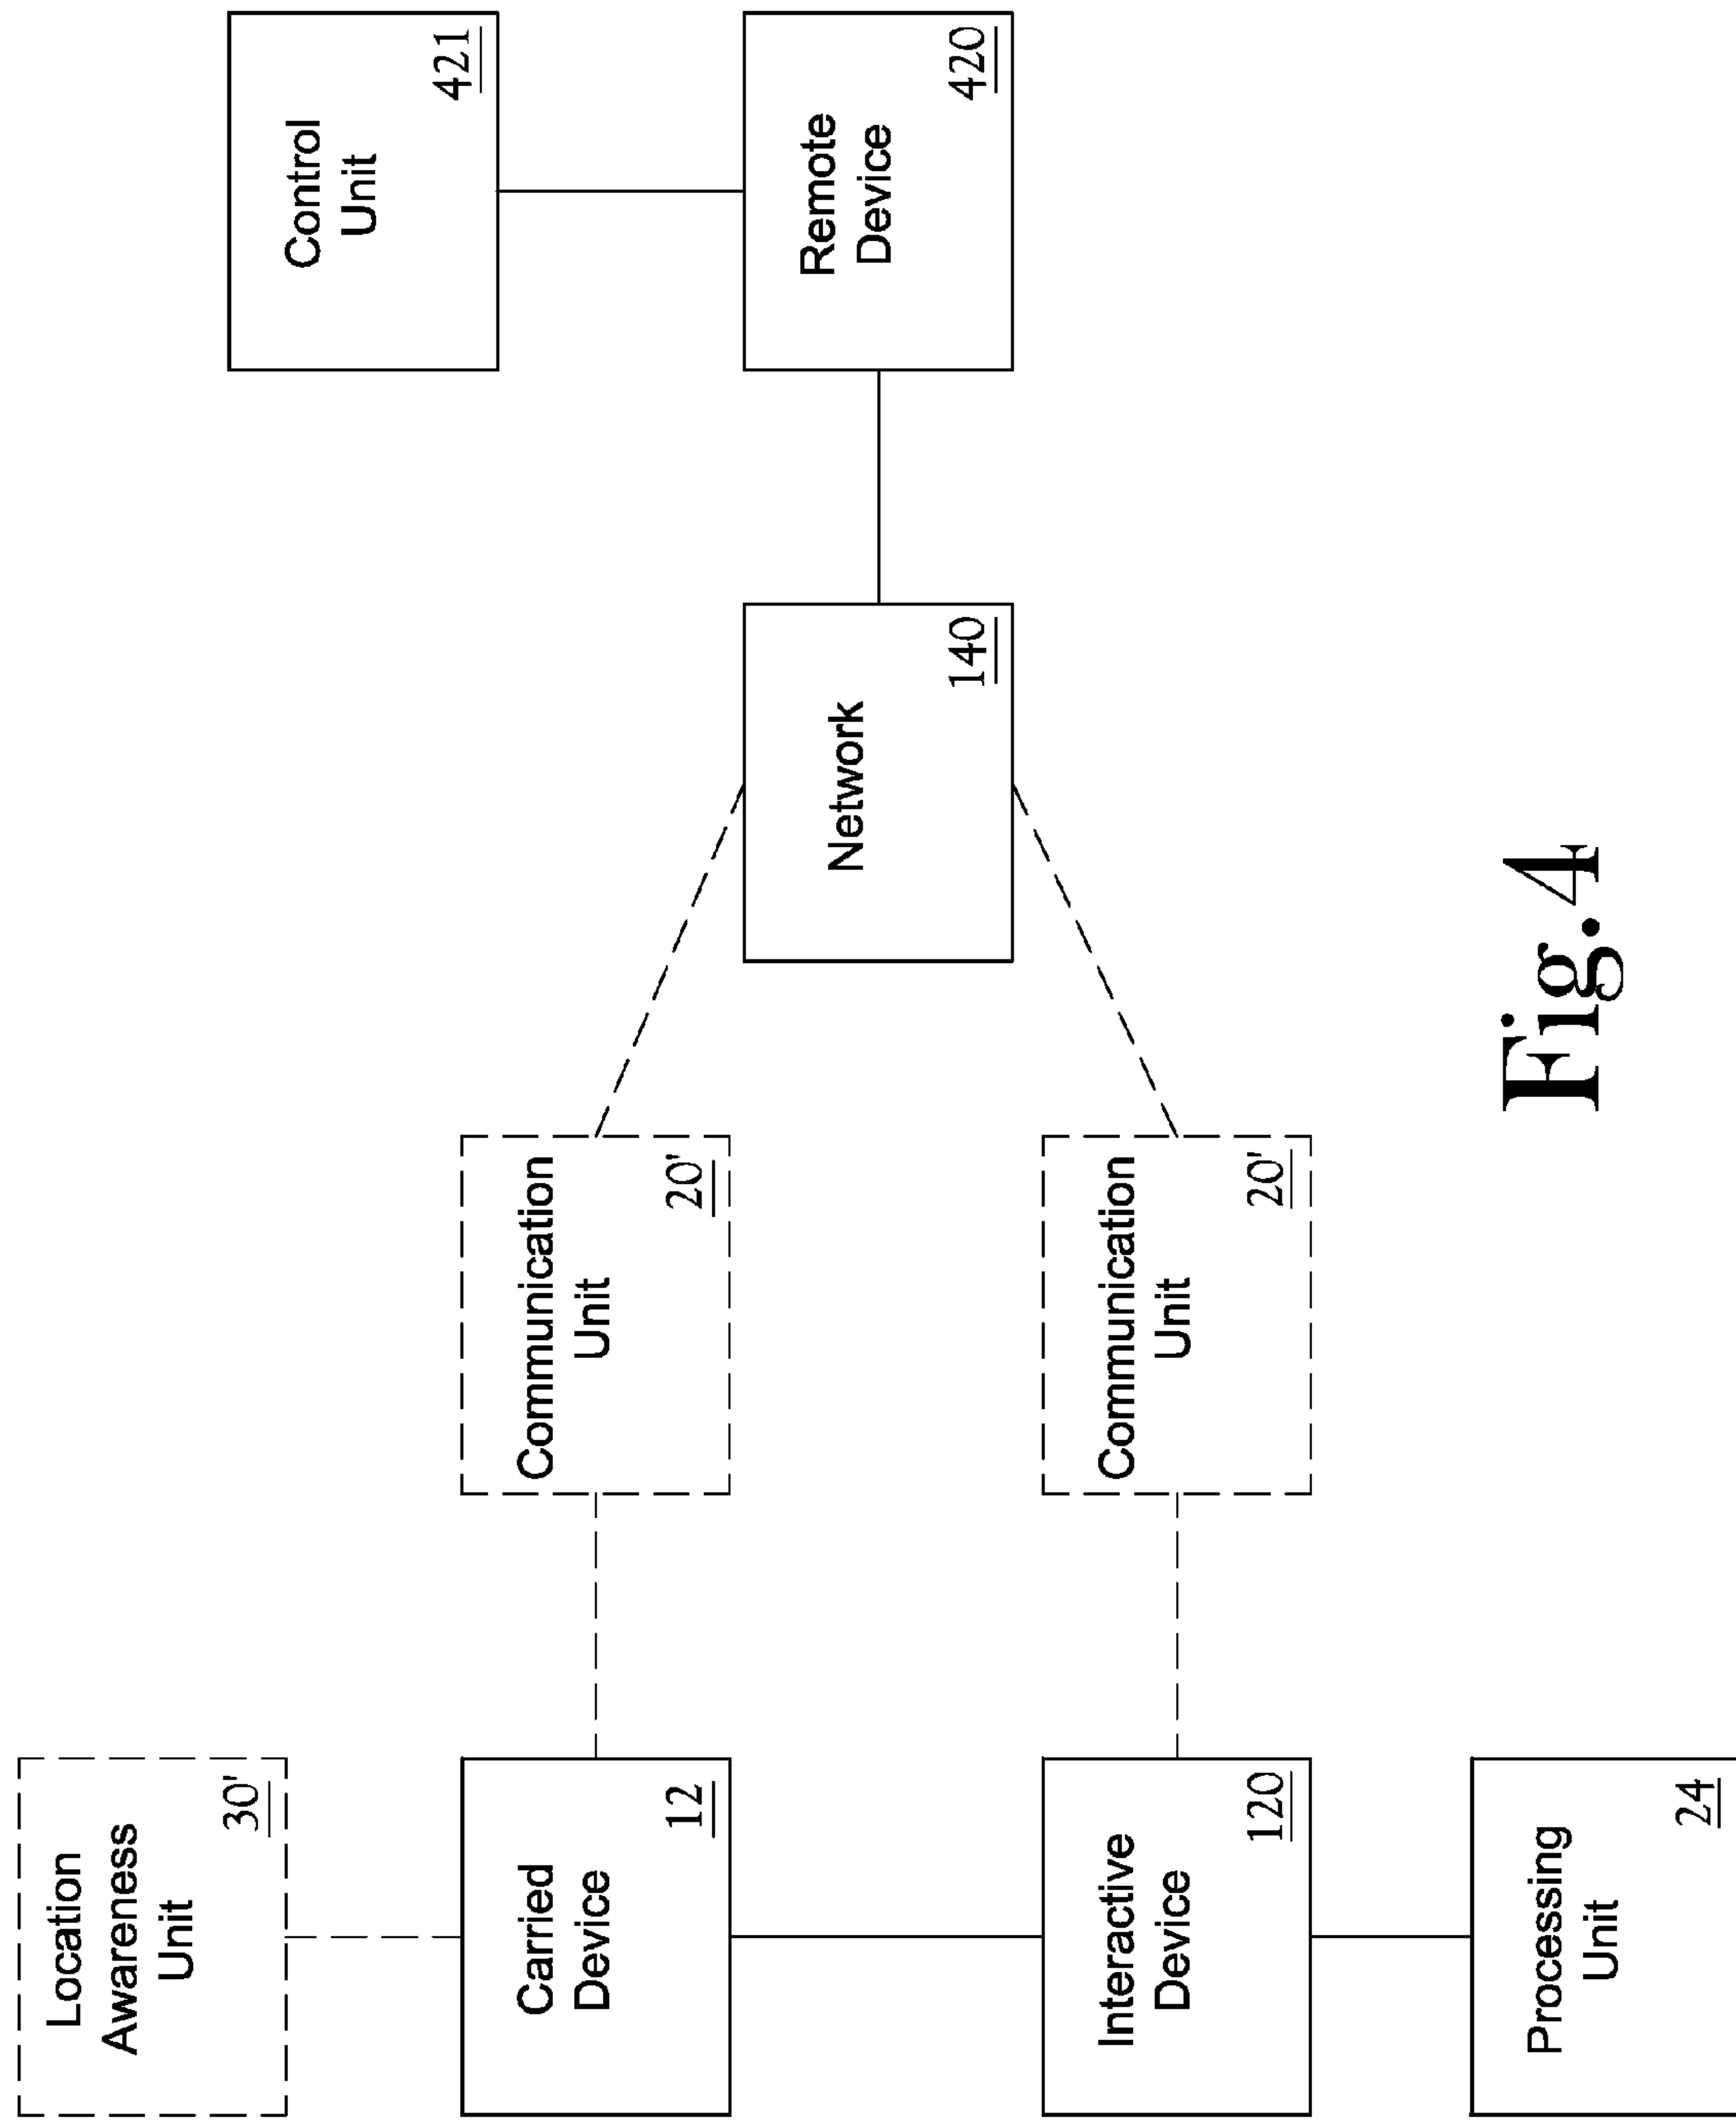 Location
Awareness
Unit
30'
Carried
Device
12
Communication
Unit
20'
Interactive
Device
120
Communication
Unit
20'
Processing
Unit
24
Network
140
Control
Unit
421
Remote
Device
420
Fig.4